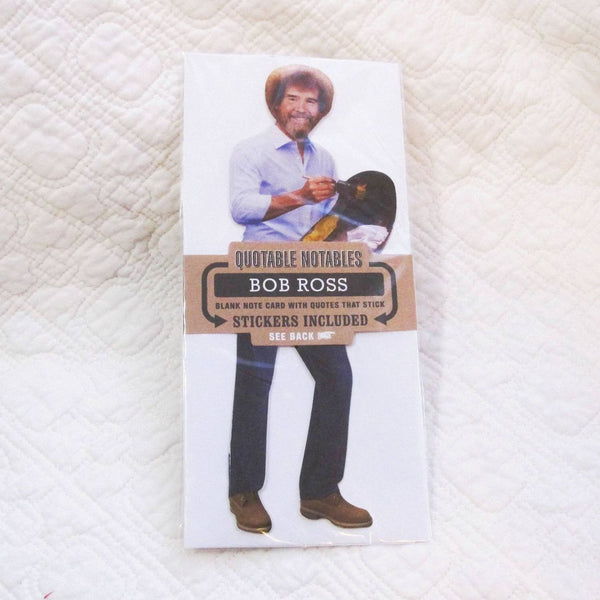 QUOTABLE NOTABLES
BOB ROSS
BLANK NOTE CARD WITH QUOTES THAT STICK
STICKERS INCLUDED
SEE BACK